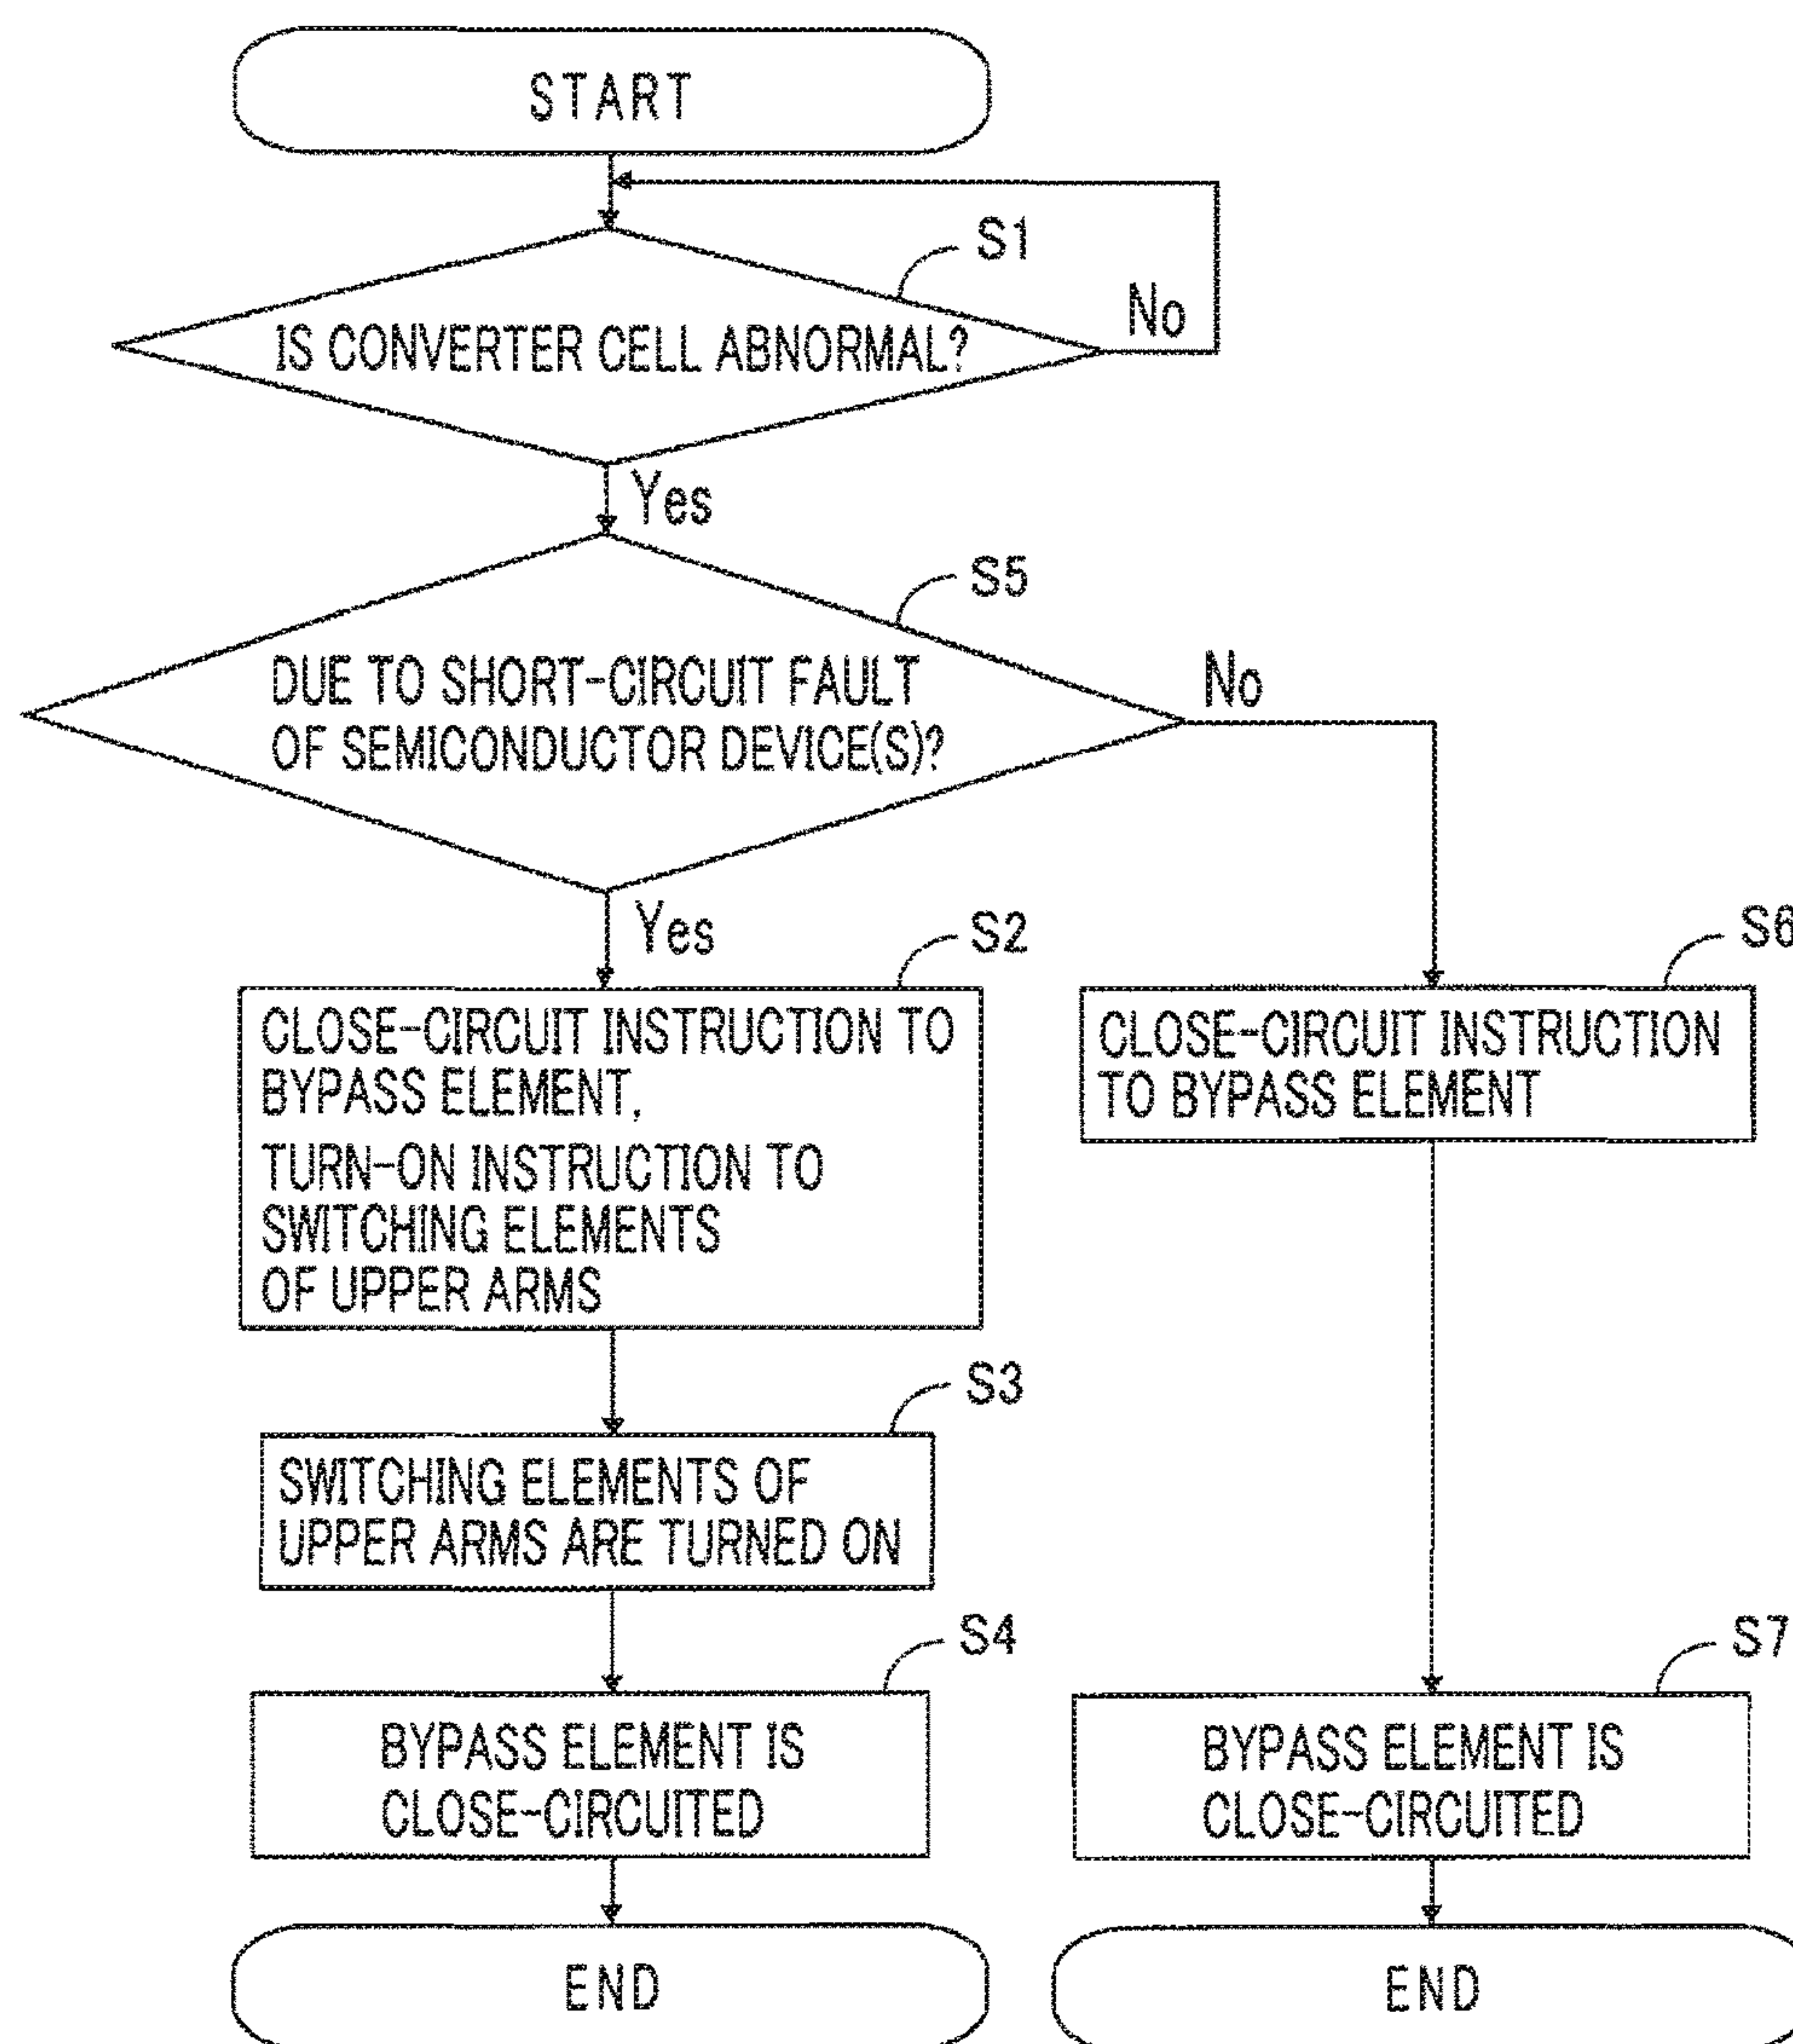 START
S1
IS CONVERTER CELL ABNORMAL?
No
Yes
S5
DUE TO SHORT-CIRCUIT FAULT
OF SEMICONDUCTOR DEVICE(S)?
No
Yes
S2
CLOSE-CIRCUIT INSTRUCTION TO
BYPASS ELEMENT,
TURN-ON INSTRUCTION TO
SWITCHING ELEMENTS
OF UPPER ARMS
S6
CLOSE-CIRCUIT INSTRUCTION
TO BYPASS ELEMENT
S3
SWITCHING ELEMENTS OF
UPPER ARMS ARE TURNED ON
S4
BYPASS ELEMENT IS
CLOSE-CIRCUITED
S7
BYPASS ELEMENT IS
CLOSE-CIRCUITED
END
END